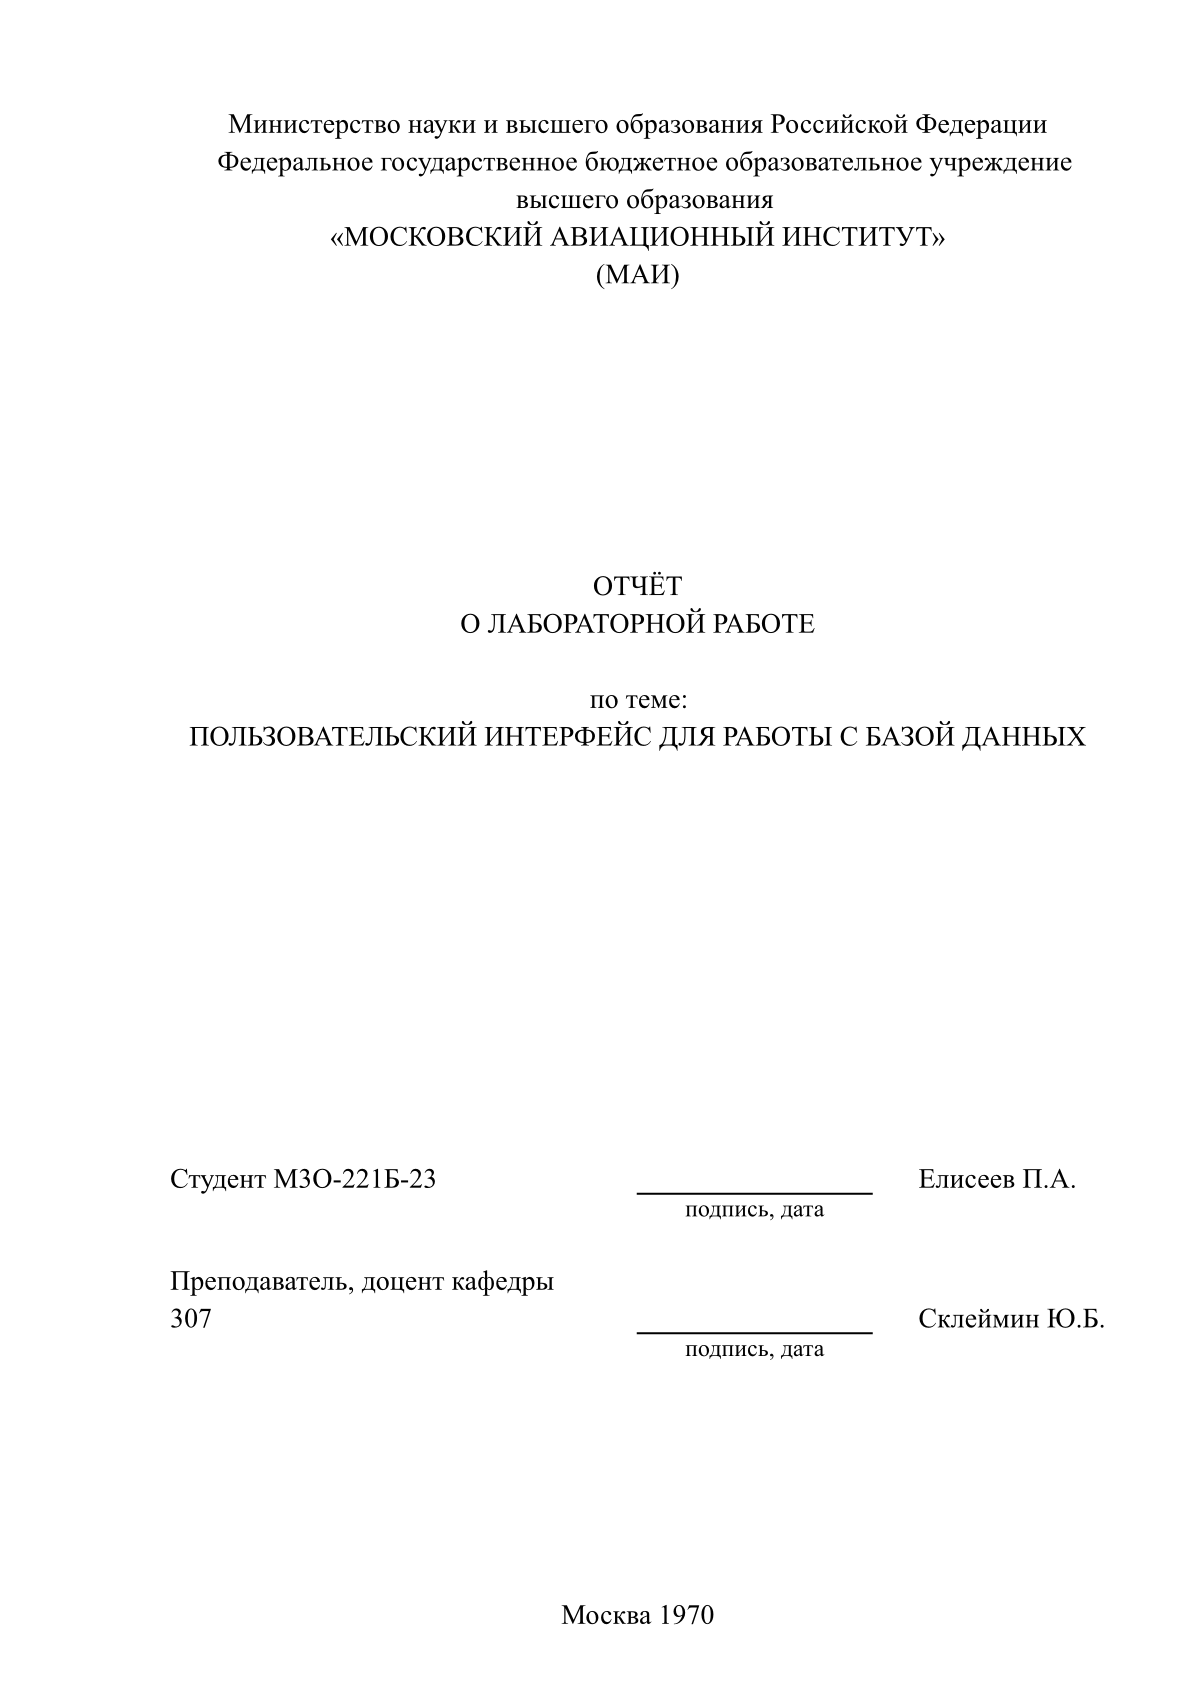 Министерство науки и высшего образования Российской Федерации
Федеральное государственное бюджетное образовательное учреждение
высшего образования
«МОСКОВСКИЙ АВИАЦИОННЫЙ ИНСТИТУТ»
(МАИ)
ОТЧЁТ
О ЛАБОРАТОРНОЙ РАБОТЕ
по теме:
ПОЛЬЗОВАТЕЛЬСКИЙ ИНТЕРФЕЙС ДЛЯ РАБОТЫ С БАЗОЙ ДАННЫХ
Студент М3О-221Б-23 Елисеев П.А.
подпись, дата
Преподаватель, доцент кафедры
307 Склеймин Ю.Б.
подпись, дата
Москва 1970